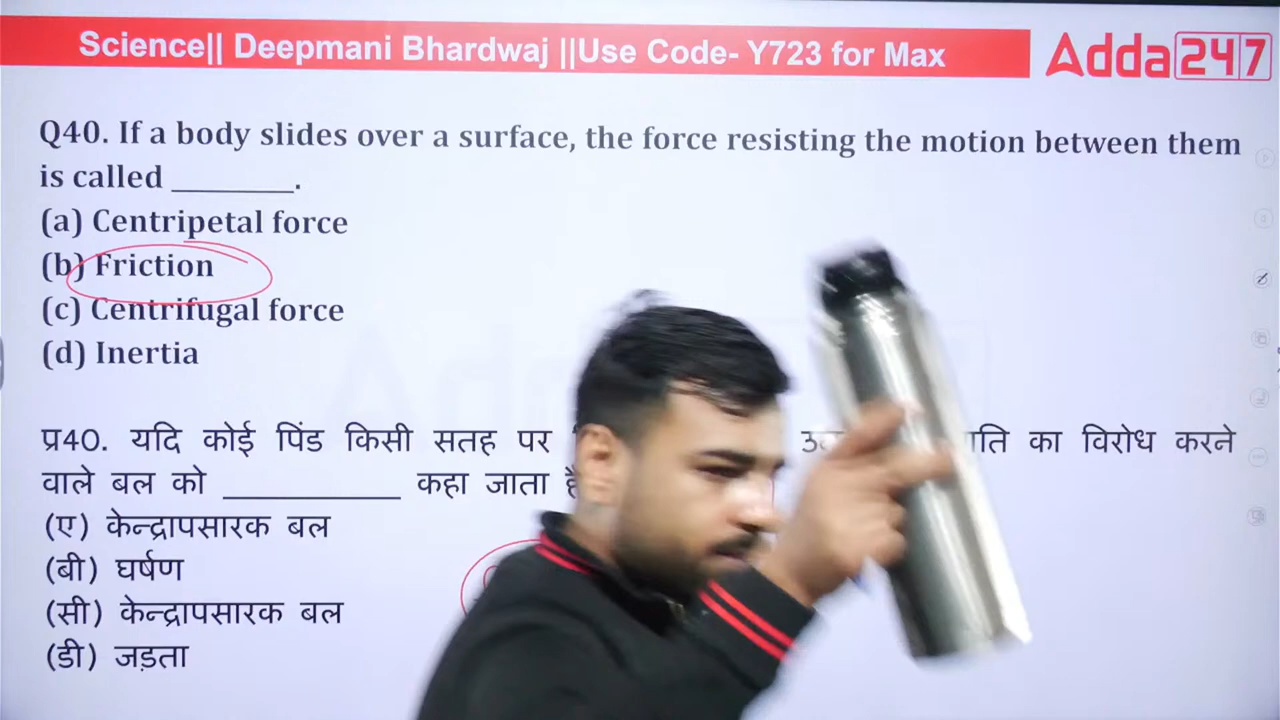 Science|| Deepmani Bhardwaj ||Use Code- Y723 for Max
Adda247
Q40. If a body slides over a surface, the force resisting the motion between them
is called ________.
(a) Centripetal force
(b) Friction
(c) Centrifugal force
(d) Inertia
प्र40. यदि कोई पिंड किसी सतह पर का विरोध करने
वाले बल को ___________ कहा जाता
(ए) केन्द्रापसारक बल
(बी) घर्षण
(सी) केन्द्रापसारक बल
(डी) जड़ता